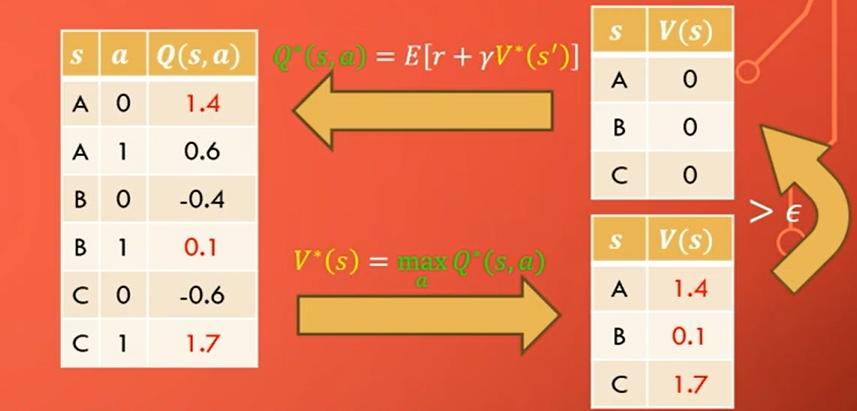 s a Q(s,a)
A 0 1.4
A 1 0.6
B 0 -0.4
B 1 0.1
C 0 -0.6
C 1 1.7
Q*(s,a) = E[r + γV*(s′)]
V*(s) = max Q*(s,a)
a
s V(s)
A 0
B 0
C 0
> ϵ
s V(s)
A 1.4
B 0.1
C 1.7